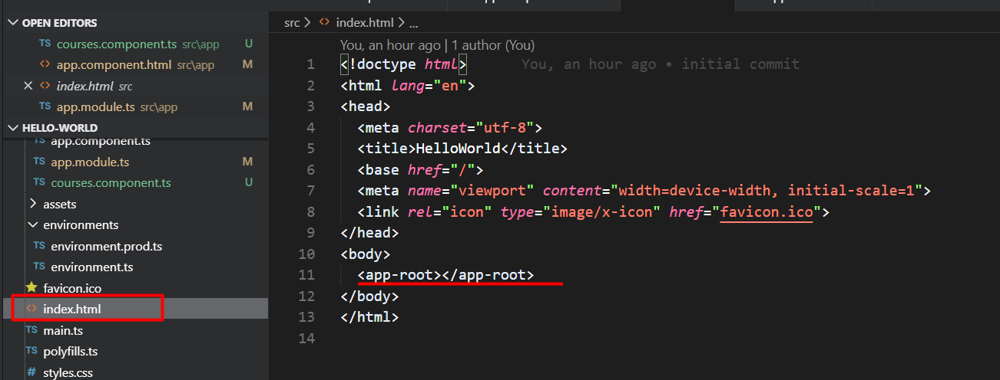 OPEN EDITORS
TS courses.component.ts src\app U
<> app.component.html src\app M
<> index.html src
TS app.module.ts src\app M
HELLO-WORLD
TS app.component.ts
TS app.module.ts M
TS courses.component.ts U
assets
environments
TS environment.prod.ts
TS environment.ts
favicon.ico
<> index.html
TS main.ts
TS polyfills.ts
# styles.css
src > <> index.html > ...
You, an hour ago | 1 author (You)
1 <!doctype html> You, an hour ago • initial commit
2 <html lang="en">
3 <head>
4 <meta charset="utf-8">
5 <title>HelloWorld</title>
6 <base href="/">
7 <meta name="viewport" content="width=device-width, initial-scale=1">
8 <link rel="icon" type="image/x-icon" href="favicon.ico">
9 </head>
10 <body>
11 <app-root></app-root>
12 </body>
13 </html>
14